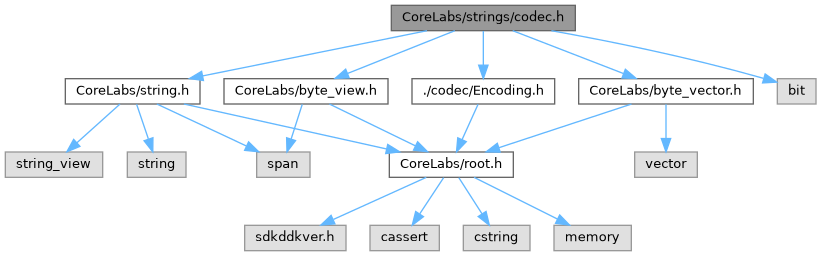 CoreLabs/strings/codec.h
CoreLabs/string.h
CoreLabs/byte_view.h
./codec/Encoding.h
CoreLabs/byte_vector.h
bit
string_view
string
span
CoreLabs/root.h
vector
sdkddkver.h
cassert
cstring
memory